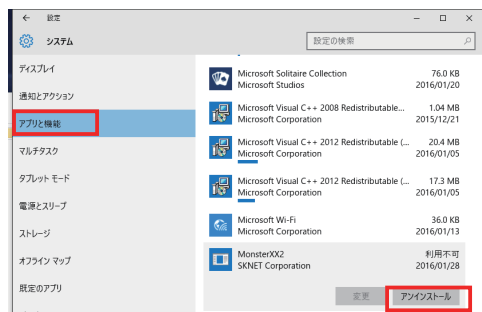 設定
システム
設定の検索
ディスプレイ
通知とアクション
アプリと機能
マルチタスク
タブレット モード
電源とスリープ
ストレージ
オフライン マップ
既定のアプリ
Microsoft Solitaire Collection 76.0 KB
Microsoft Studios 2016/01/20
Microsoft Visual C++ 2008 Redistributable... 1.04 MB
Microsoft Corporation 2015/12/21
Microsoft Visual C++ 2012 Redistributable (... 20.4 MB
Microsoft Corporation 2016/01/05
Microsoft Visual C++ 2012 Redistributable (... 17.3 MB
Microsoft Corporation 2016/01/05
Microsoft Wi-Fi 36.0 KB
Microsoft Corporation 2016/01/13
MonsterXX2 利用不可
SKNET Corporation 2016/01/28
変更 アンインストール